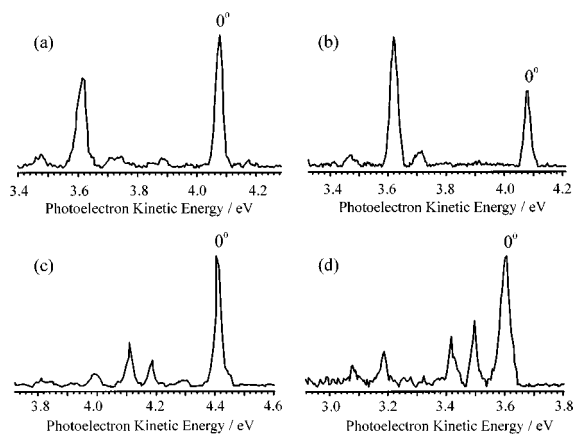 (a) 0° (b) 0°
3.4 3.6 3.8 4.0 4.2 3.4 3.6 3.8 4.0 4.2
Photoelectron Kinetic Energy / eV Photoelectron Kinetic Energy / eV
(c) 0° (d) 0°
3.8 4.0 4.2 4.4 4.6 3.0 3.2 3.4 3.6 3.8
Photoelectron Kinetic Energy / eV Photoelectron Kinetic Energy / eV